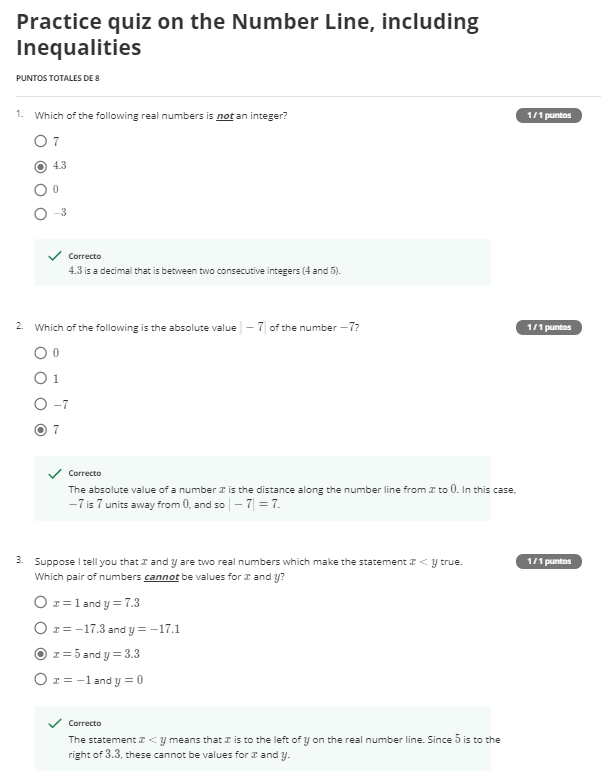 Practice quiz on the Number Line, including
Inequalities
PUNTOS TOTALES DE 8
1. Which of the following real numbers is not an integer?
1 / 1 puntos
7
4.3
0
−3
Correcto
4.3 is a decimal that is between two consecutive integers (4 and 5).
2. Which of the following is the absolute value | − 7| of the number −7?
1 / 1 puntos
0
1
−7
7
Correcto
The absolute value of a number x is the distance along the number line from x to 0. In this case,
−7 is 7 units away from 0, and so | − 7| = 7.
3. Suppose I tell you that x and y are two real numbers which make the statement x < y true.
1 / 1 puntos
Which pair of numbers cannot be values for x and y?
x = 1 and y = 7.3
x = −17.3 and y = −17.1
x = 5 and y = 3.3
x = −1 and y = 0
Correcto
The statement x < y means that x is to the left of y on the real number line. Since 5 is to the
right of 3.3, these cannot be values for x and y.